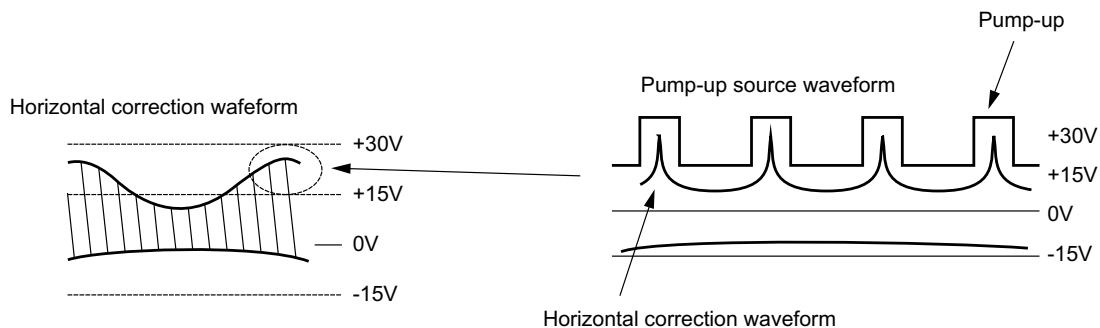 Pump-up
Pump-up source waveform
Horizontal correction wafeform
+30V
+15V
0V
-15V
+30V
+15V
0V
-15V
Horizontal correction waveform